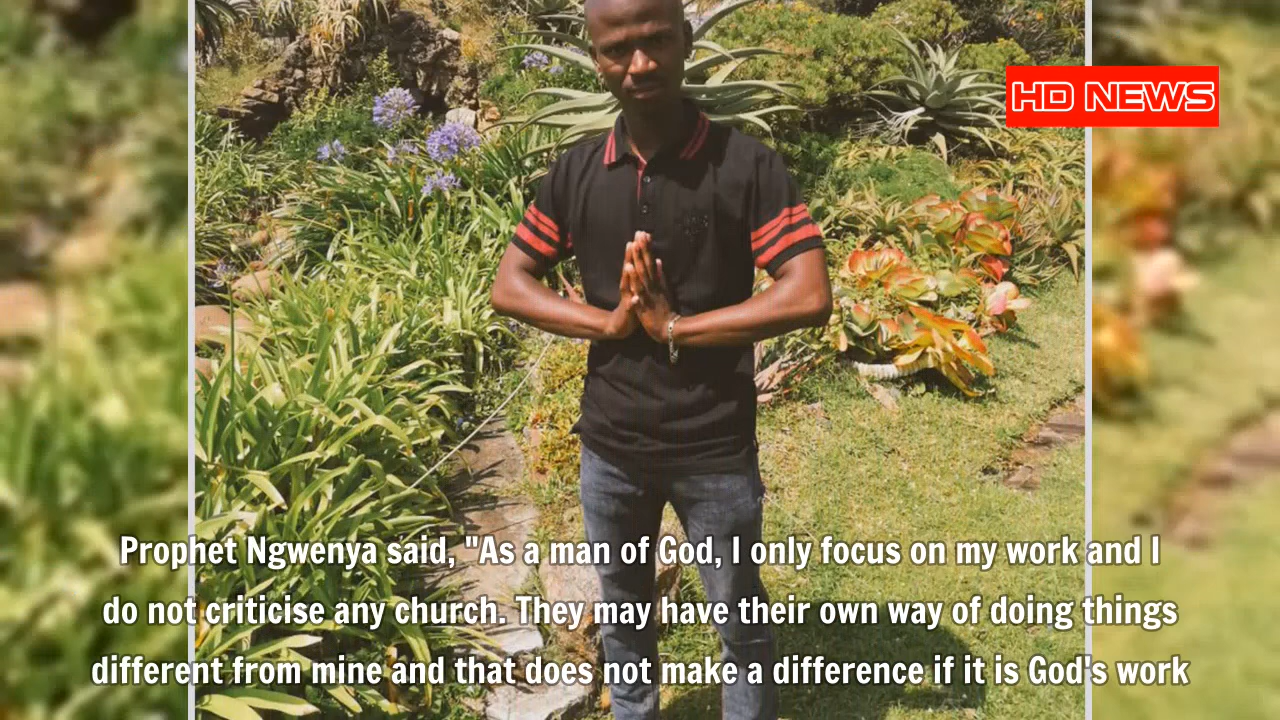 HD NEWS
Prophet Ngwenya said, "As a man of God, I only focus on my work and I
do not criticise any church. They may have their own way of doing things
different from mine and that does not make a difference if it is God's work